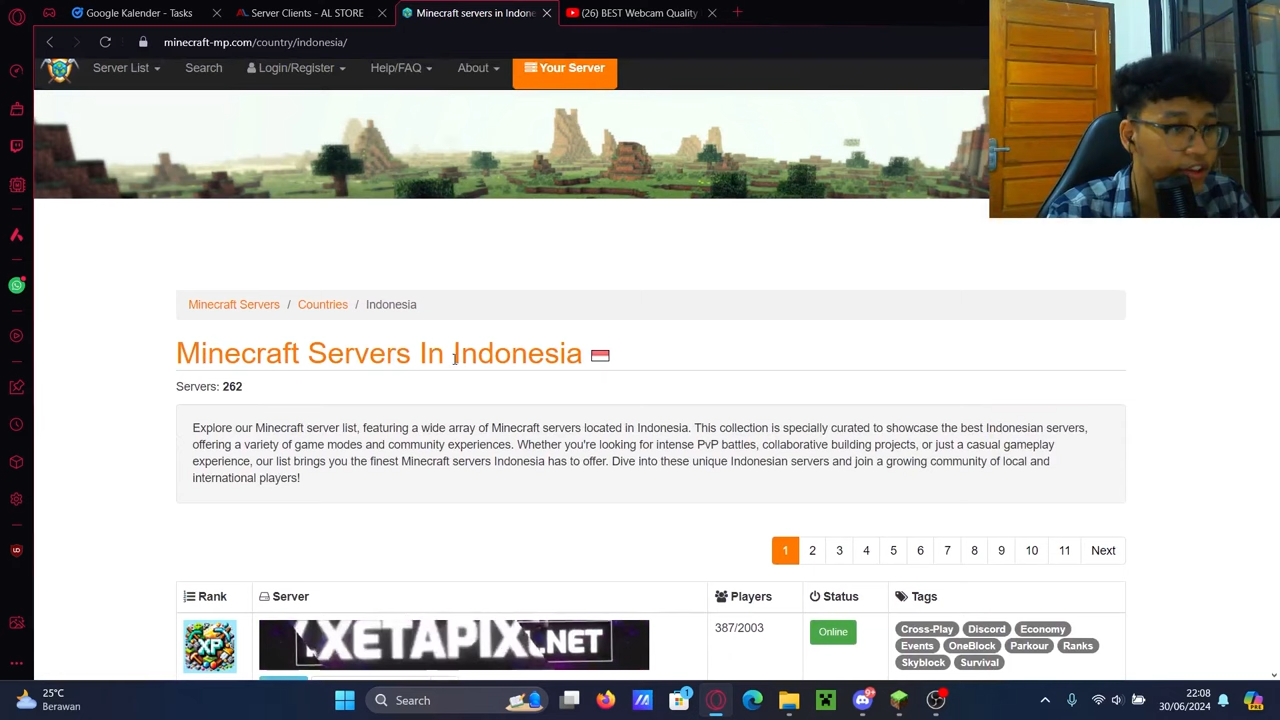 Google Kalender - Tasks
Server Clients - AL STORE
Minecraft servers in Indone
(26) BEST Webcam Quality
minecraft-mp.com/country/indonesia/
Server List
Search
Login/Register
Help/FAQ
About
Your Server
Minecraft Servers / Countries / Indonesia
Minecraft Servers In Indonesia
Servers: 262
Explore our Minecraft server list, featuring a wide array of Minecraft servers located in Indonesia. This collection is specially curated to showcase the best Indonesian servers,
offering a variety of game modes and community experiences. Whether you're looking for intense PvP battles, collaborative building projects, or just a casual gameplay
experience, our list brings you the finest Minecraft servers Indonesia has to offer. Dive into these unique Indonesian servers and join a growing community of local and
international players!
1 2 3 4 5 6 7 8 9 10 11 Next
Rank Server Players Status Tags
XP
XETAPIX.NET
387/2003
Online
Cross-Play Discord Economy
Events OneBlock Parkour Ranks
Skyblock Survival
25°C
Berawan
Search
22:08
30/06/2024